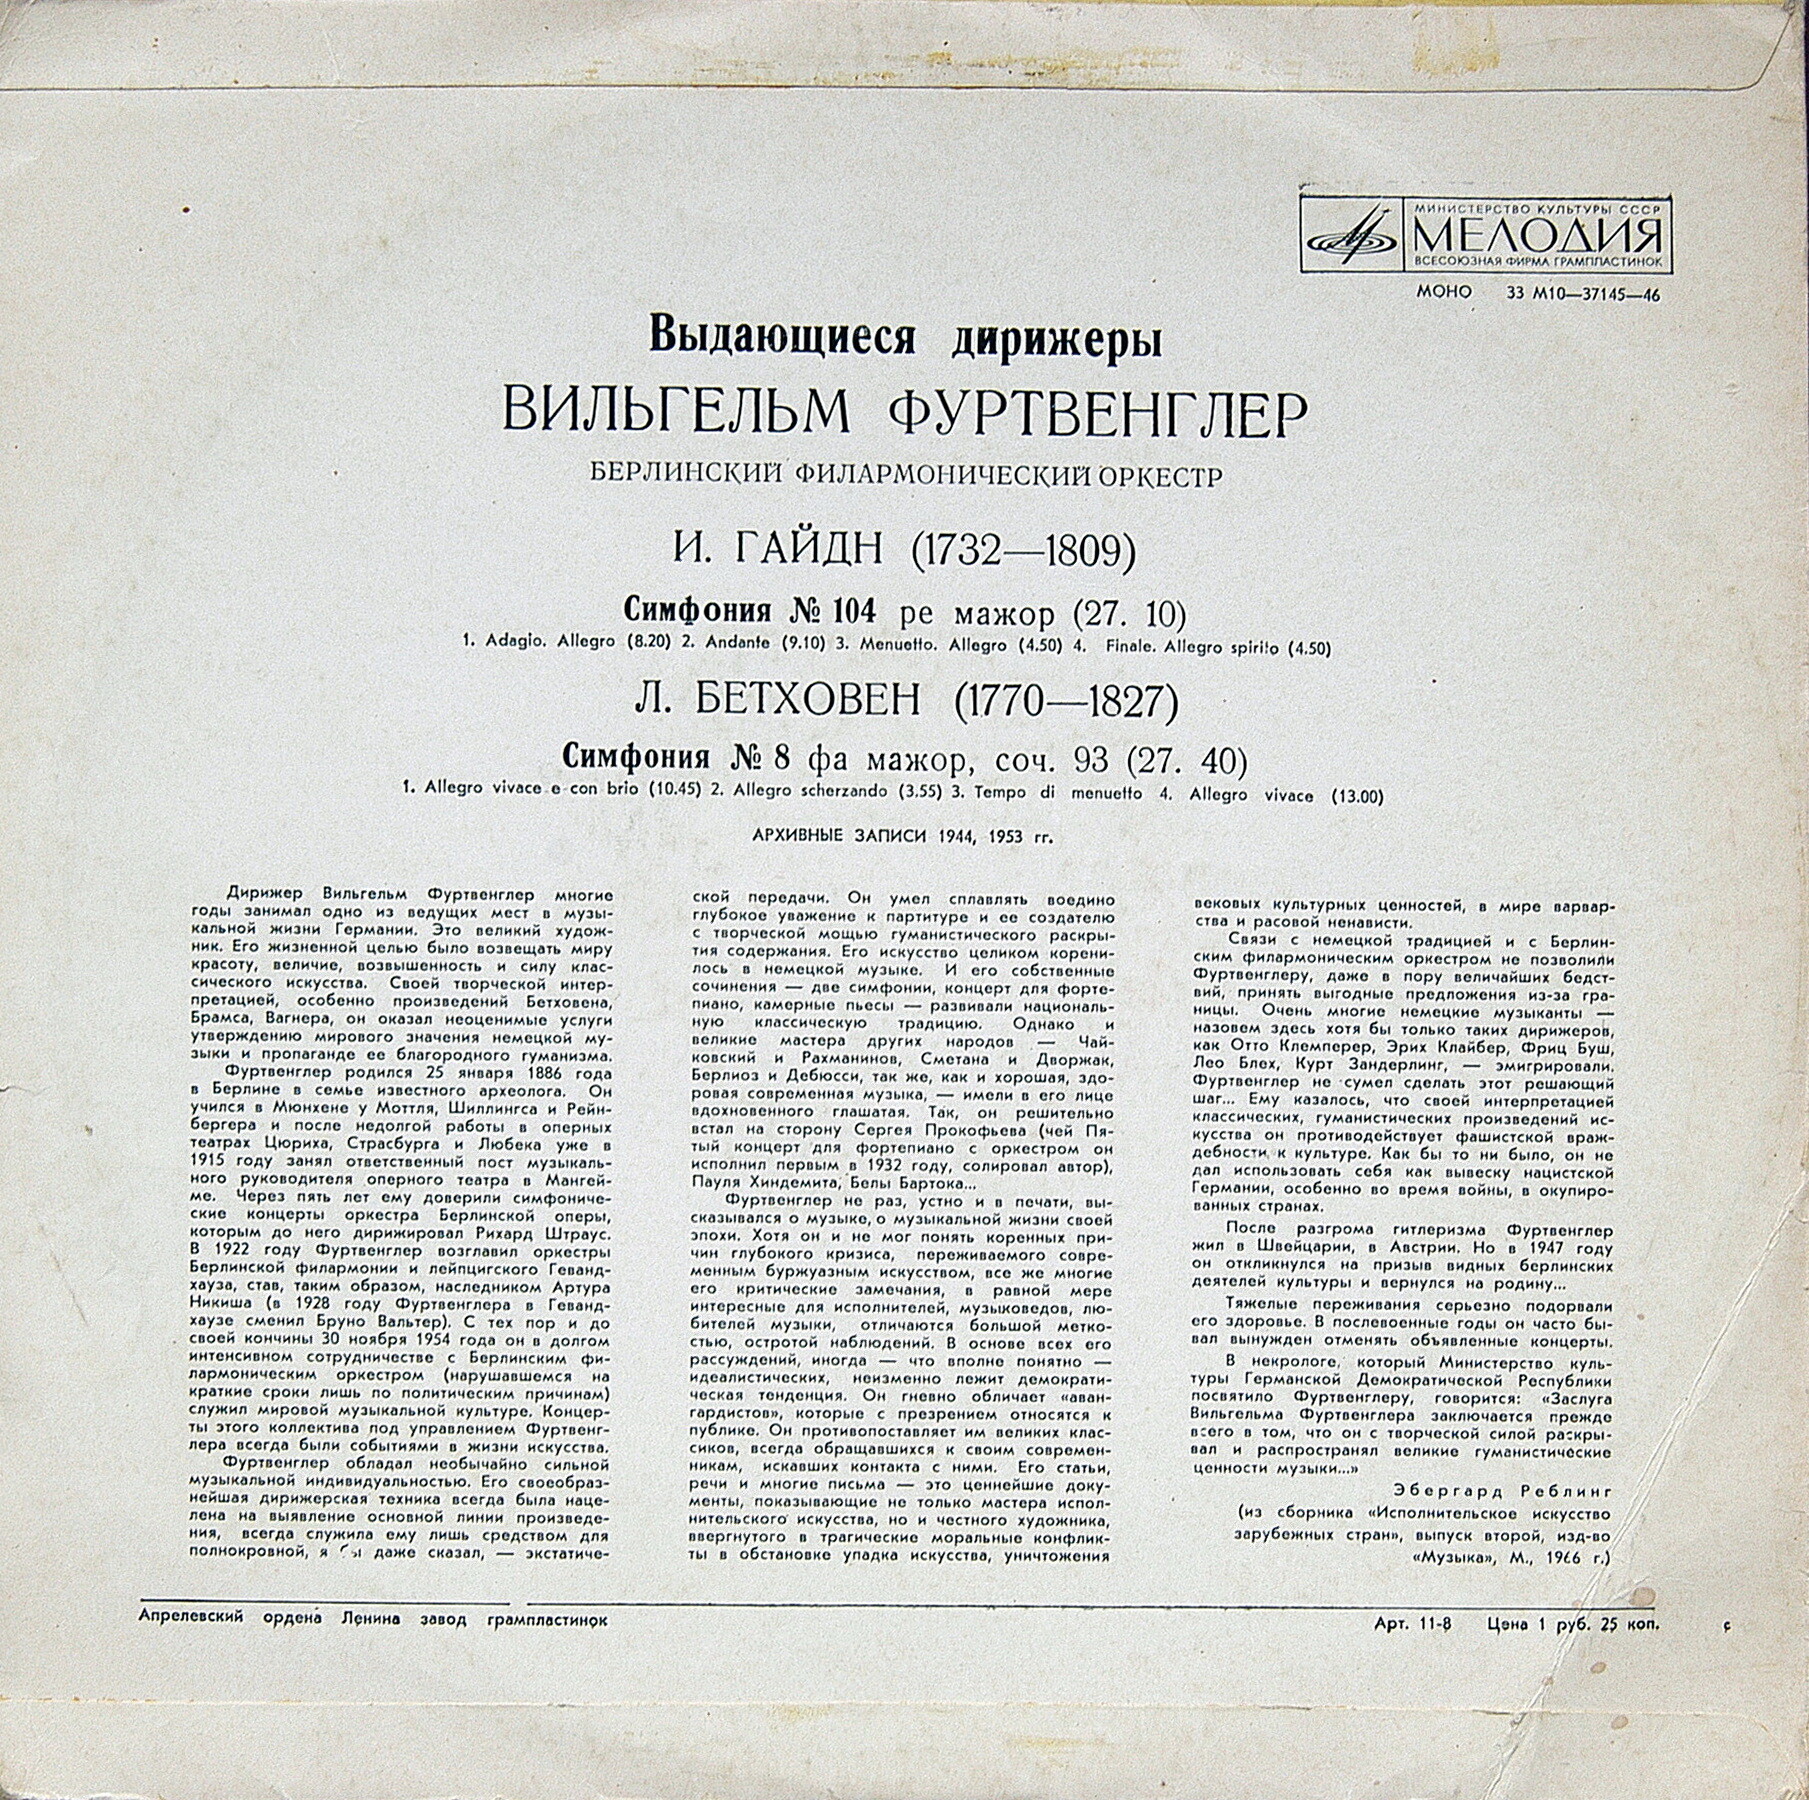 МИНИСТЕРСТВО КУЛЬТУРЫ СССР
МЕЛОДИЯ
ВСЕСОЮЗНАЯ ФИРМА ГРАМПЛАСТИНОК
МОНО 33 М10—37145—46
Выдающиеся дирижеры
ВИЛЬГЕЛЬМ ФУРТВЕНГЛЕР
БЕРЛИНСКИЙ ФИЛАРМОНИЧЕСКИЙ ОРКЕСТР
И. ГАЙДН (1732—1809)
Симфония № 104 ре мажор (27. 10)
1. Adagio. Allegro (8.20) 2. Andante (9.10) 3. Menuetto. Allegro (4.50) 4. Finale. Allegro spirito (4.50)
Л. БЕТХОВЕН (1770—1827)
Симфония № 8 фа мажор, соч. 93 (27. 40)
1. Allegro vivace e con brio (10.45) 2. Allegro scherzando (3.55) 3. Tempo di menuetto 4. Allegro vivace (13.00)
АРХИВНЫЕ ЗАПИСИ 1944, 1953 гг.
Дирижер Вильгельм Фуртвенглер многие
годы занимал одно из ведущих мест в музы-
кальной жизни Германии. Это великий худож-
ник. Его жизненной целью было возвещать миру
красоту, величие, возвышенность и силу клас-
сического искусства. Своей творческой интер-
претацией, особенно произведений Бетховена,
Брамса, Вагнера, он оказал неоценимые услуги
утверждению мирового значения немецкой му-
зыки и пропаганде ее благородного гуманизма.
Фуртвенглер родился 25 января 1886 года
в Берлине в семье известного археолога. Он
учился в Мюнхене у Моттля, Шиллингса и Рейн-
бергера и после недолгой работы в оперных
театрах Цюриха, Страсбурга и Любека уже в
1915 году занял ответственный пост музыкаль-
ного руководителя оперного театра в Мангей-
ме. Через пять лет ему доверили симфониче-
ские концерты оркестра Берлинской оперы,
которым до него дирижировал Рихард Штраус.
В 1922 году Фуртвенглер возглавил оркестры
Берлинской филармонии и лейпцигского Геванд-
хауза, став, таким образом, наследником Артура
Никиша (в 1928 году Фуртвенглера в Геванд-
хаузе сменил Бруно Вальтер). С тех пор и до
своей кончины 30 ноября 1954 года он в долгом
интенсивном сотрудничестве с Берлинским фи-
лармоническим оркестром (нарушавшемся на
краткие сроки лишь по политическим причинам)
служил мировой музыкальной культуре. Концер-
ты этого коллектива под управлением Фуртвенг-
лера всегда были событиями в жизни искусства.
Фуртвенглер обладал необычайно сильной
музыкальной индивидуальностью. Его своеобраз-
нейшая дирижерская техника всегда была наце-
лена на выявление основной линии произведе-
ния, всегда служила ему лишь средством для
полнокровной, я бы даже сказал, — экстатиче-
ской передачи. Он умел сплавлять воедино
глубокое уважение к партитуре и ее создателю
с творческой мощью гуманистического раскры-
тия содержания. Его искусство целиком корени-
лось в немецкой музыке. И его собственные
сочинения — две симфонии, концерт для форте-
пиано, камерные пьесы — развивали националь-
ную классическую традицию. Однако и
великие мастера других народов — Чай-
ковский и Рахманинов, Сметана и Дворжак,
Берлиоз и Дебюсси, так же, как и хорошая, здо-
ровая современная музыка, — имели в его лице
вдохновенного глашатая. Так, он решительно
встал на сторону Сергея Прокофьева (чей Пя-
тый концерт для фортепиано с оркестром он
исполнил первым в 1932 году, солировал автор),
Пауля Хиндемита, Белы Бартока...
Фуртвенглер не раз, устно и в печати, вы-
сказывался о музыке, о музыкальной жизни своей
эпохи. Хотя он и не мог понять коренных при-
чин глубокого кризиса, переживаемого совре-
менным буржуазным искусством, все же многие
его критические замечания, в равной мере
интересные для исполнителей, музыковедов, лю-
бителей музыки, отличаются большой метко-
стью, остротой наблюдений. В основе всех его
рассуждений, иногда — что вполне понятно —
идеалистических, неизменно лежит демократи-
ческая тенденция. Он гневно обличает «аван-
гардистов», которые с презрением относятся к
публике. Он противопоставляет им великих клас-
сиков, всегда обращавшихся к своим современ-
никам, искавших контакта с ними. Его статьи,
речи и многие письма — это ценнейшие доку-
менты, показывающие не только мастера испол-
нительского искусства, но и честного художника,
ввергнутого в трагические моральные конфлик-
ты в обстановке упадка искусства, уничтожения
вековых культурных ценностей, в мире варвар-
ства и расовой ненависти.
Связи с немецкой традицией и с Берлин-
ским филармоническим оркестром не позволили
Фуртвенглеру, даже в пору величайших бедст-
вий, принять выгодные предложения из-за гра-
ницы. Очень многие немецкие музыканты —
назовем здесь хотя бы только таких дирижеров,
как Отто Клемперер, Эрих Клайбер, Фриц Буш,
Лео Блех, Курт Зандерлинг, — эмигрировали.
Фуртвенглер не сумел сделать этот решающий
шаг... Ему казалось, что своей интерпретацией
классических, гуманистических произведений ис-
кусства он противодействует фашистской враж-
дебности к культуре. Как бы то ни было, он не
дал использовать себя как вывеску нацистской
Германии, особенно во время войны, в окупиро-
ванных странах.
После разгрома гитлеризма Фуртвенглер
жил в Швейцарии, в Австрии. Но в 1947 году
он откликнулся на призыв видных берлинских
деятелей культуры и вернулся на родину...
Тяжелые переживания серьезно подорвали
его здоровье. В послевоенные годы он часто бы-
вал вынужден отменять объявленные концерты.
В некрологе, который Министерство куль-
туры Германской Демократической Республики
посвятило Фуртвенглеру, говорится: «Заслуга
Вильгельма Фуртвенглера заключается прежде
всего в том, что он с творческой силой раскры-
вал и распространял великие гуманистические
ценности музыки...»
Эбергард Реблинг
(из сборника «Исполнительское искусство
зарубежных стран», выпуск второй, изд-во
«Музыка», М., 1966 г.)
Апрелевский ордена Ленина завод грампластинок
Арт. 11-8 Цена 1 руб. 25 коп.
с